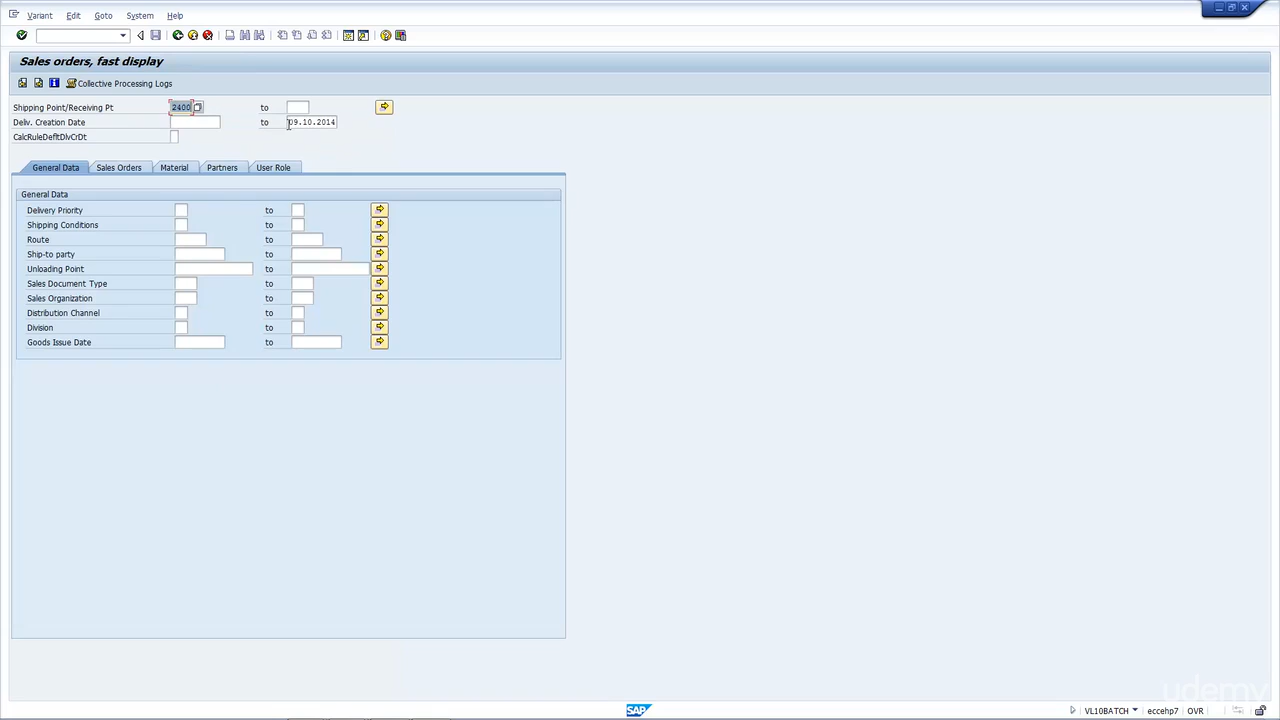 Variant Edit Goto System Help
Sales orders, fast display
Collective Processing Logs
Shipping Point/Receiving Pt 2400 to
Deliv. Creation Date to 09.10.2014
CalcRuleDefltDlvCrDt
General Data Sales Orders Material Partners User Role
General Data
Delivery Priority to
Shipping Conditions to
Route to
Ship-to party to
Unloading Point to
Sales Document Type to
Sales Organization to
Distribution Channel to
Division to
Goods Issue Date to
udemy
SAP VL10BATCH eccehp7 OVR